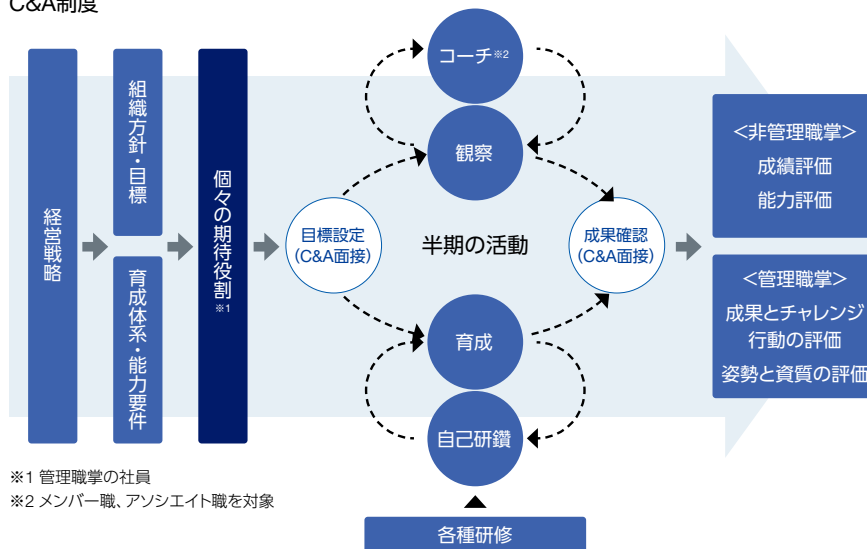 C&A制度
経営戦略
組織方針・目標
育成体系・能力要件
個々の期待役割
※1
目標設定
(C&A面接)
コーチ※2
観察
半期の活動
育成
自己研鑽
各種研修
成果確認
(C&A面接)
<非管理職掌>
成績評価
能力評価
<管理職掌>
成果とチャレンジ
行動の評価
姿勢と資質の評価
※1 管理職掌の社員
※2 メンバー職、アソシエイト職を対象